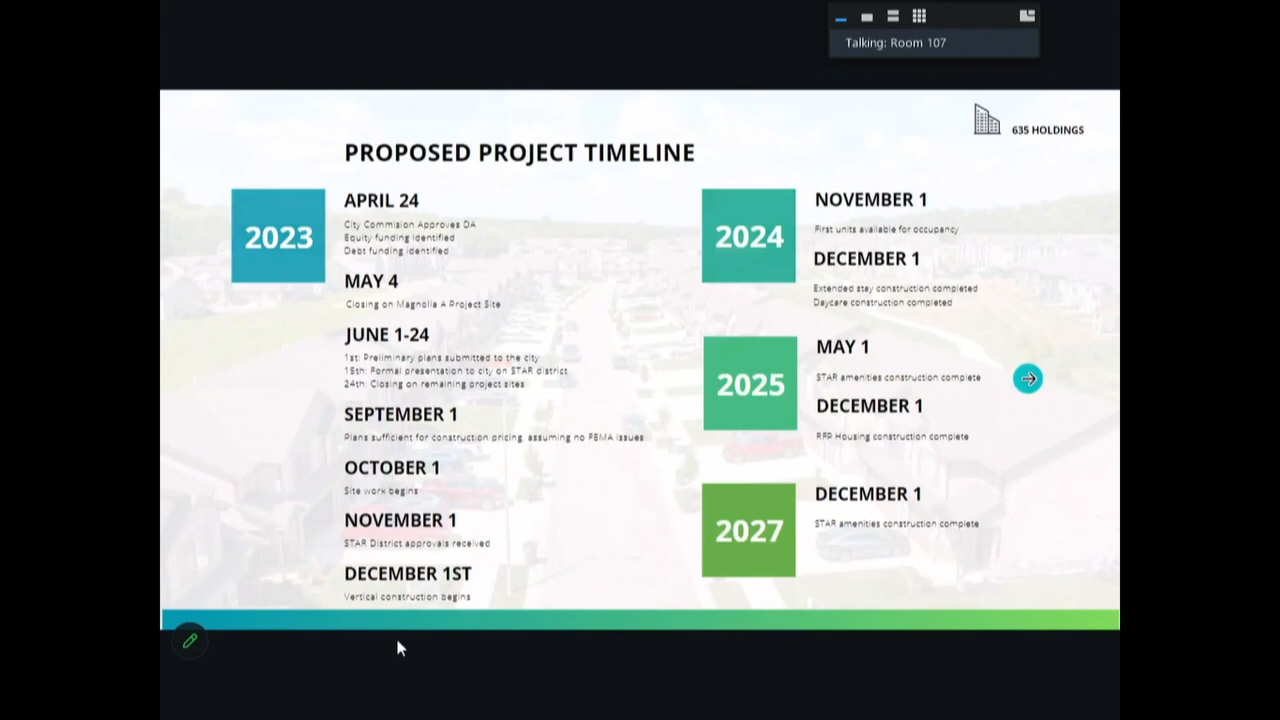 Talking: Room 107
635 HOLDINGS
PROPOSED PROJECT TIMELINE
2023
APRIL 24
City Commision Approves DA
Equity funding identified
Debt funding identified
MAY 4
Closing on Magnolia A Project Site
JUNE 1-24
1st: Preliminary plans submitted to the city
15th: Formal presentation to city on STAR district
24th: Closing on remaining project sites
SEPTEMBER 1
Plans sufficient for construction pricing, assuming no FEMA issues
OCTOBER 1
Site work begins
NOVEMBER 1
STAR District approvals received
DECEMBER 1ST
Vertical construction begins
2024
NOVEMBER 1
First units available for occupancy
DECEMBER 1
Extended stay construction completed
Daycare construction completed
2025
MAY 1
STAR amenities construction complete
DECEMBER 1
RFP Housing construction complete
2027
DECEMBER 1
STAR amenities construction complete